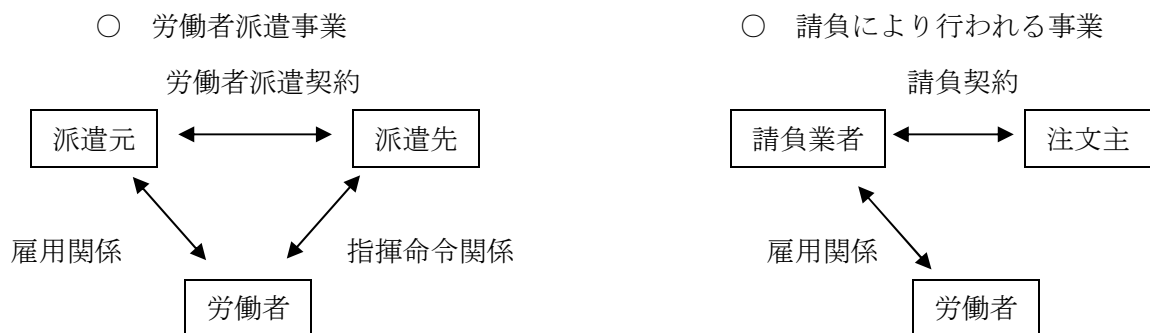 ○ 労働者派遣事業
労働者派遣契約
派遣元
派遣先
雇用関係
指揮命令関係
労働者
○ 請負により行われる事業
請負契約
請負業者
注文主
雇用関係
労働者